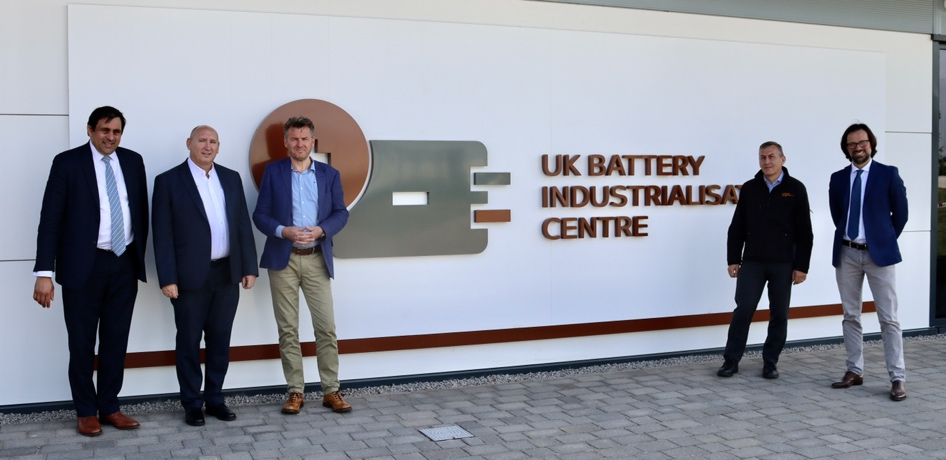 UK BATTERY
INDUSTRIALISAT
CENTRE